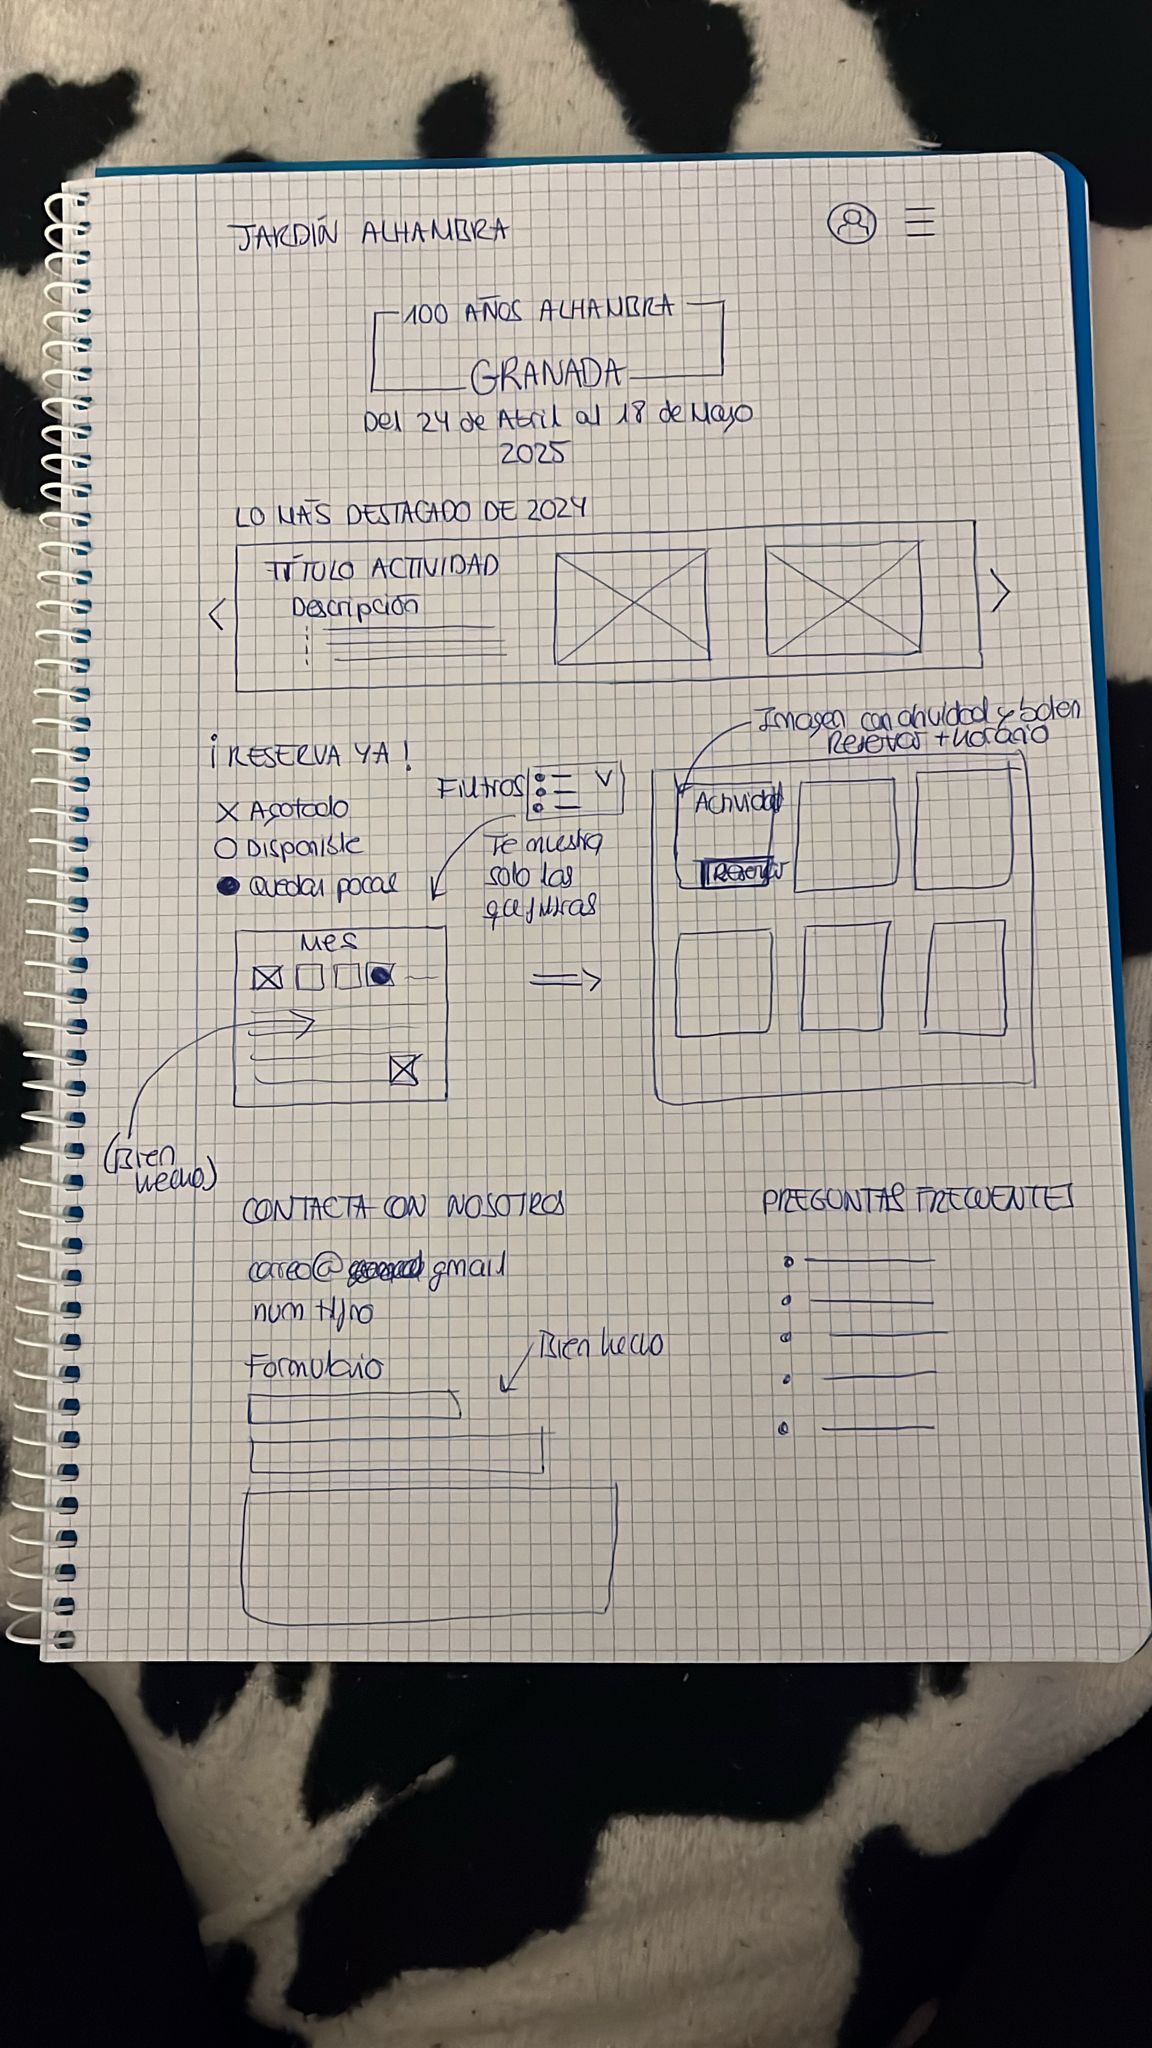 JARDÍN ALHAMBRA
100 AÑOS ALHAMBRA
GRANADA
Del 24 de Abril al 18 de Mayo
2025
LO MÁS DESTACADO DE 2024
TÍTULO ACTIVIDAD
Descripción
<
>
Imagen con actividad y boton
Reservar + horario
¡RESERVA YA!
X Agotado
O Disponible
● Quedan pocas
Filtros
V
Te muestra
solo las
que filtras
Actividad
Reservar
Mes
(Bien
hecho)
CONTACTA CON NOSOTROS
correo@ gmail
num tlfno
Formulario
Bien hecho
PREGUNTAS FRECUENTES